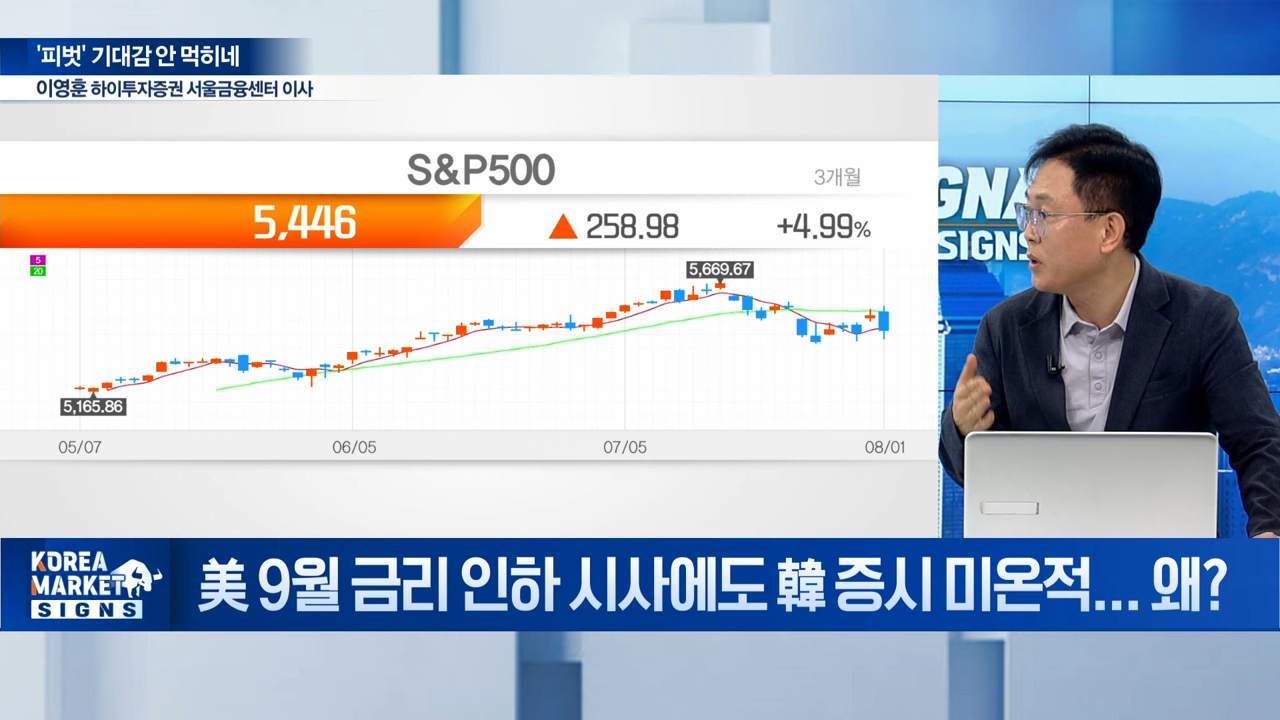 '피벗' 기대감 안 먹히네
이영훈 하이투자증권 서울금융센터 이사
S&P500
3개월
5,446
▲ 258.98
+4.99%
5
20
5,669.67
5,165.86
05/07
06/05
07/05
08/01
GNA
SIGNS
KOREA
MARKET
SIGNS
美 9월 금리 인하 시사에도 韓 증시 미온적... 왜?